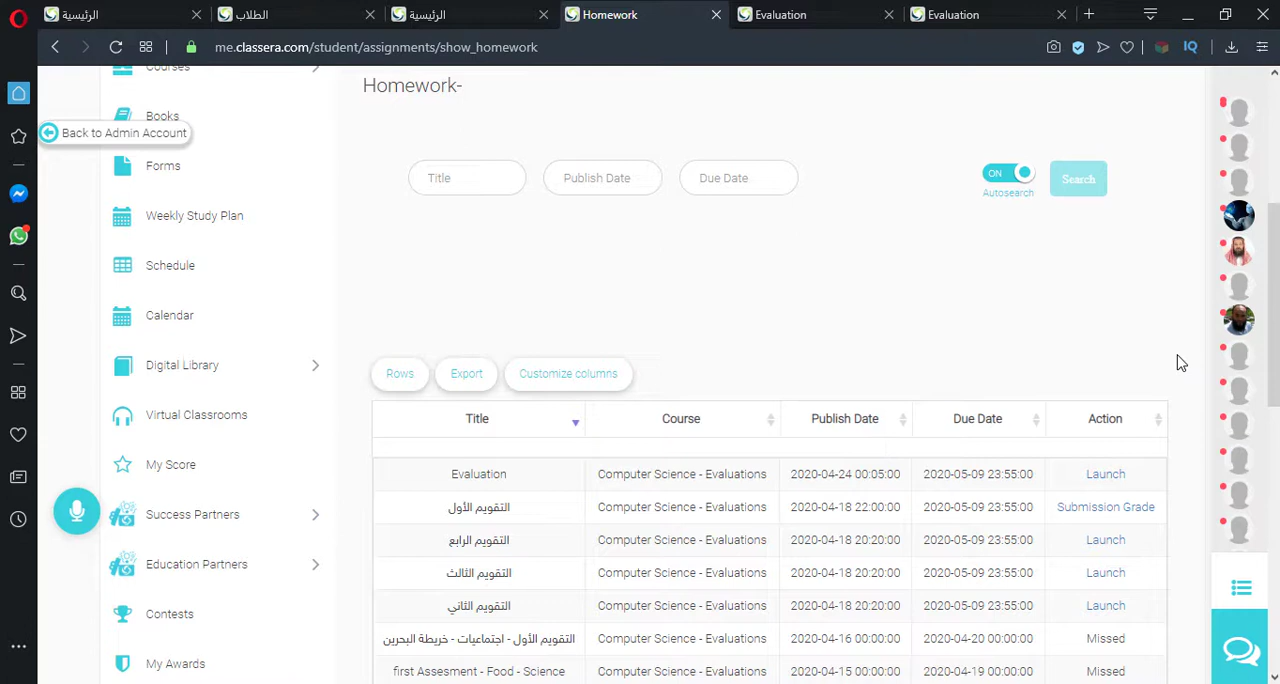 الرئيسية
الطلاب
الرئيسية
Homework
Evaluation
Evaluation
me.classera.com/student/assignments/show_homework
IQ
Courses
Books
Back to Admin Account
Forms
Weekly Study Plan
Schedule
Calendar
Digital Library
Virtual Classrooms
My Score
Success Partners
Education Partners
Contests
My Awards
Homework-
Title Publish Date Due Date ON Search
Autosearch
Rows Export Customize columns
Title Course Publish Date Due Date Action
Evaluation Computer Science - Evaluations 2020-04-24 00:05:00 2020-05-09 23:55:00 Launch
التقويم الأول Computer Science - Evaluations 2020-04-18 22:00:00 2020-05-09 23:55:00 Submission Grade
التقويم الرابع Computer Science - Evaluations 2020-04-18 20:20:00 2020-05-09 23:55:00 Launch
التقويم الثالث Computer Science - Evaluations 2020-04-18 20:20:00 2020-05-09 23:55:00 Launch
التقويم الثاني Computer Science - Evaluations 2020-04-18 20:20:00 2020-05-09 23:55:00 Launch
التقويم الأول - اجتماعيات - خريطة البحرين Computer Science - Evaluations 2020-04-16 00:00:00 2020-04-20 00:00:00 Missed
first Assesment - Food - Science Computer Science - Evaluations 2020-04-15 00:00:00 2020-04-19 00:00:00 Missed